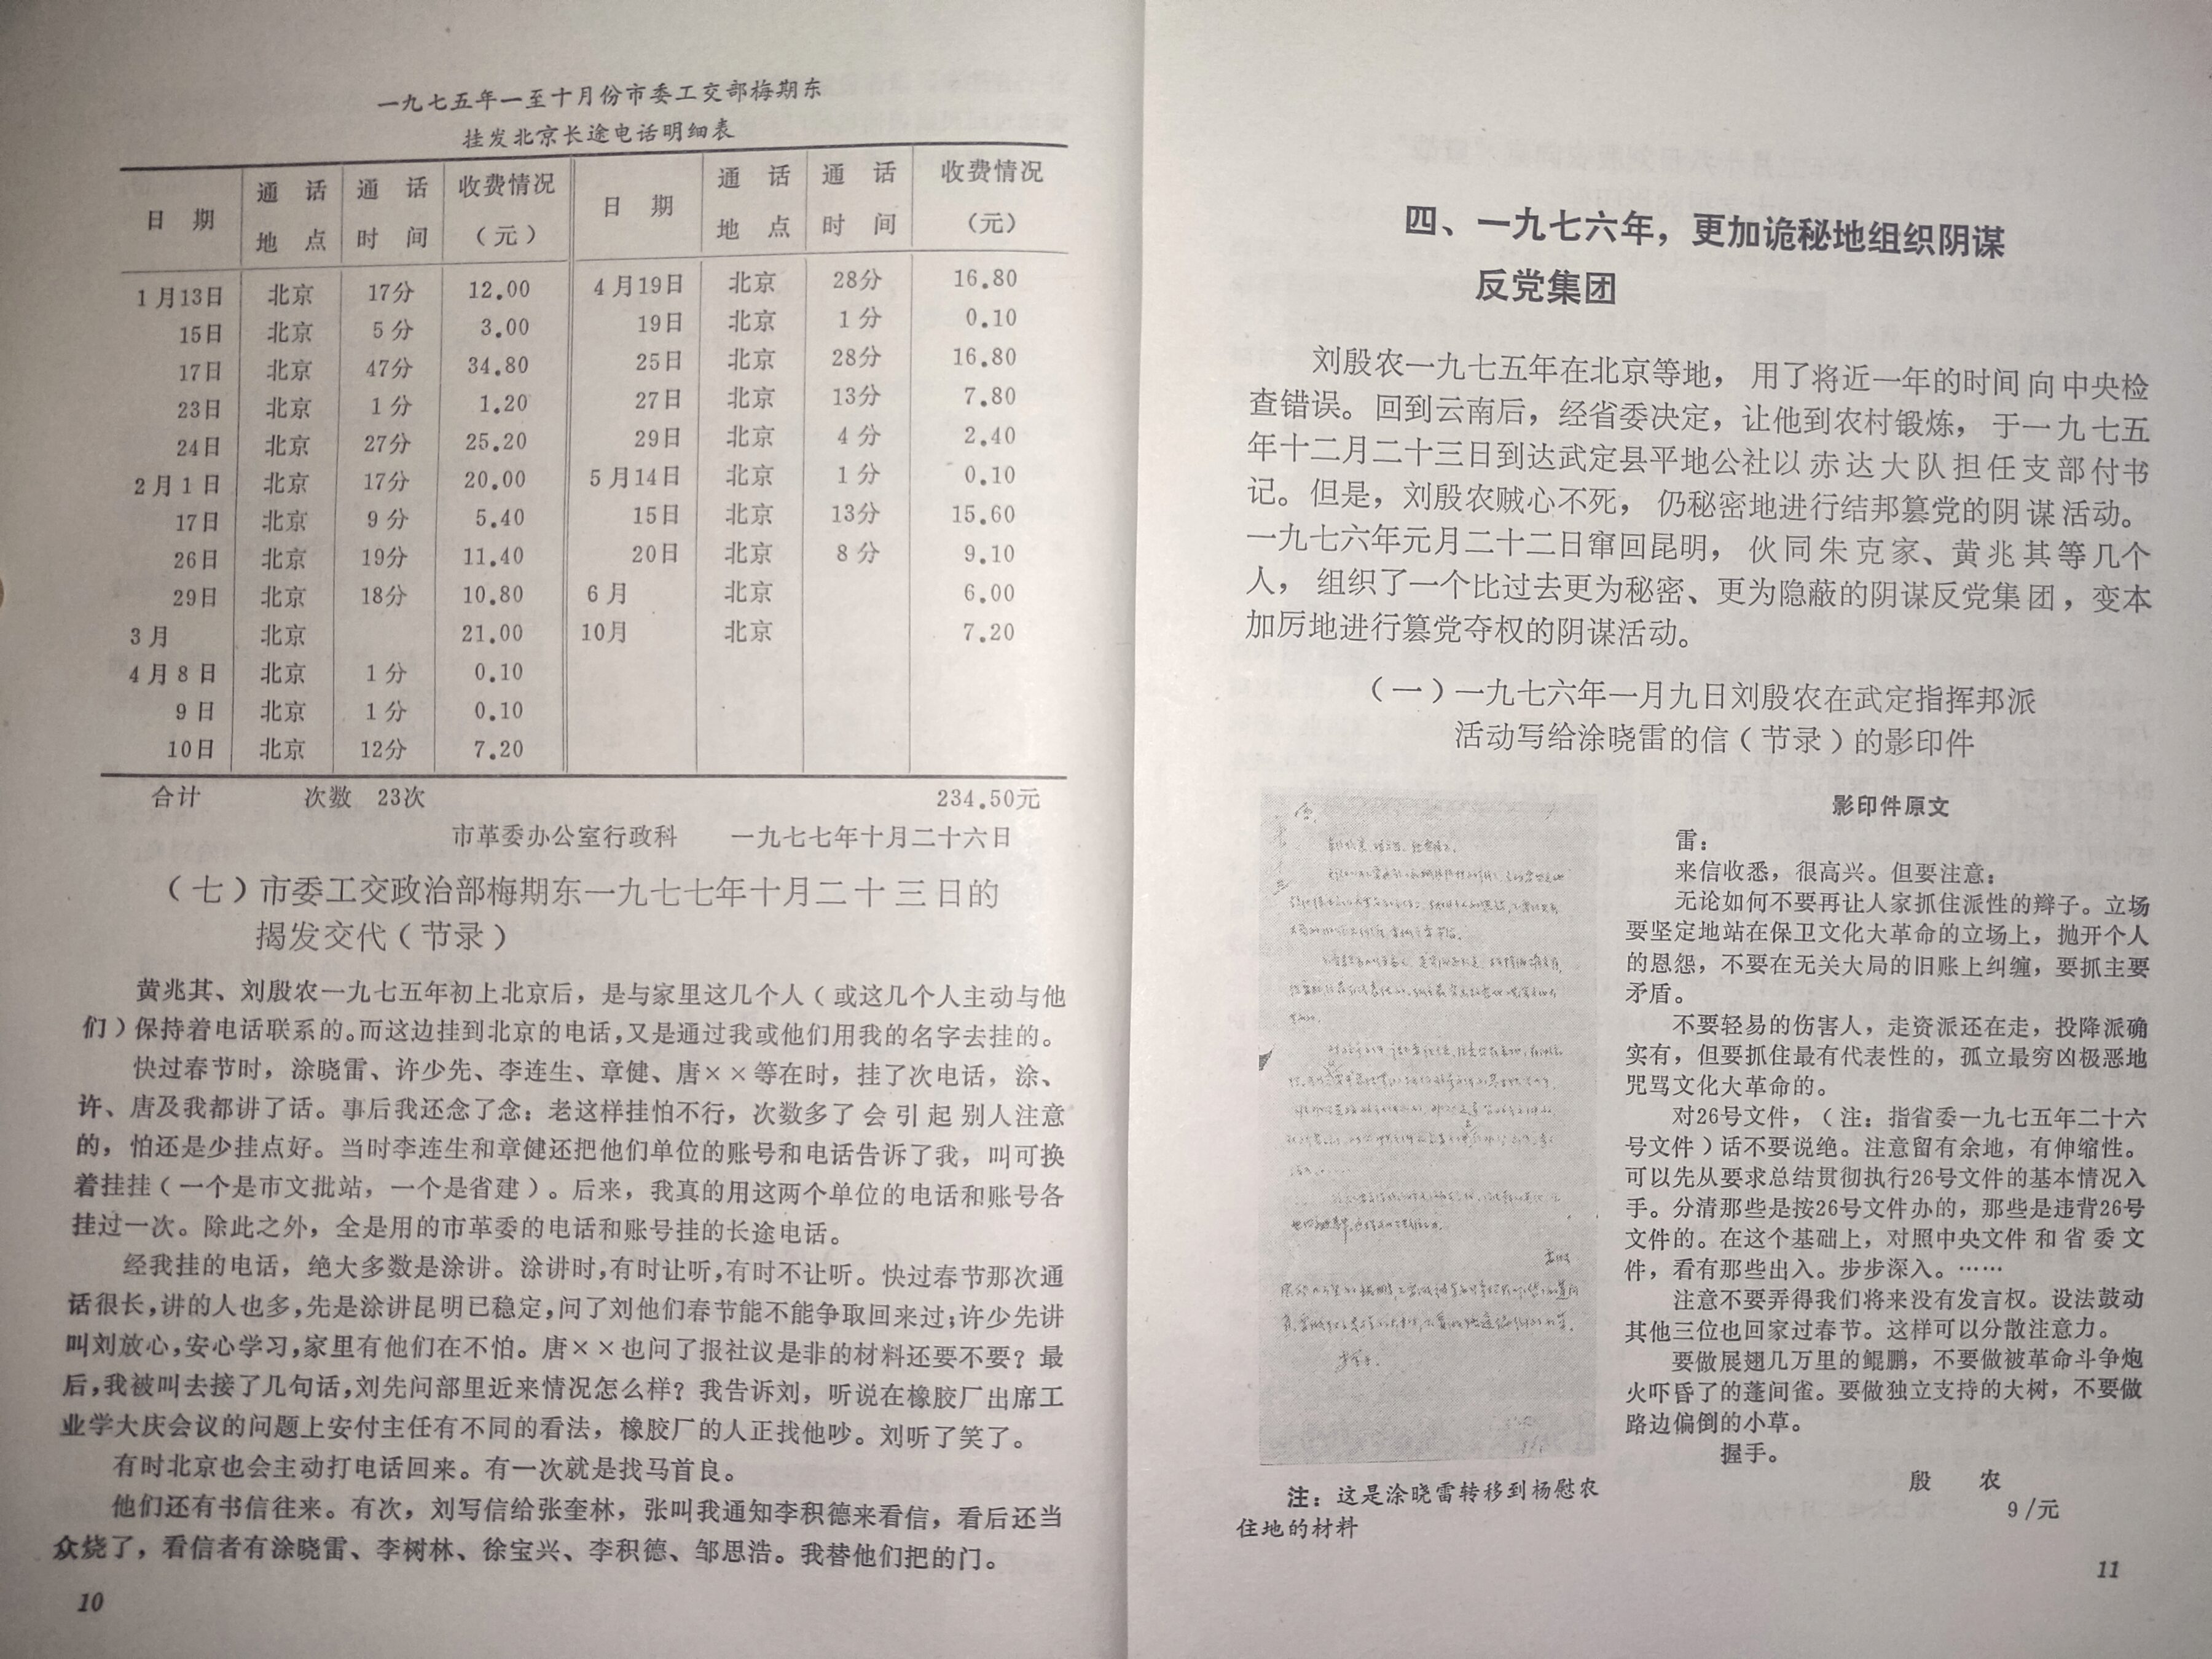 一九七五年一至十月份市委工交部梅期东
挂发北京长途电话明细表
日 期 通话地点 通话时间 收费情况（元） 日 期 通话地点 通话时间 收费情况（元）
1月13日 北京 17分 12.00 4月19日 北京 28分 16.80
15日 北京 5分 3.00 19日 北京 1分 0.10
17日 北京 47分 34.80 25日 北京 28分 16.80
23日 北京 1分 1.20 27日 北京 13分 7.80
24日 北京 27分 25.20 29日 北京 4分 2.40
2月1日 北京 17分 20.00 5月14日 北京 1分 0.10
17日 北京 9分 5.40 15日 北京 13分 15.60
26日 北京 19分 11.40 20日 北京 8分 9.10
29日 北京 18分 10.80 6月 北京 6.00
3月 北京 21.00 10月 北京 7.20
4月8日 北京 1分 0.10
9日 北京 1分 0.10
10日 北京 12分 7.20
合计 次数 23次 234.50元
市革委办公室行政科 一九七七年十月二十六日
（七）市委工交政治部梅期东一九七七年十月二十三日的
揭发交代（节录）
黄兆其、刘殷农一九七五年初上北京后，是与家里这几个人（或这几个人主动与他
们）保持着电话联系的。而这边挂到北京的电话，又是通过我或他们用我的名字去挂的。
快过春节时，涂晓雷、许少先、李连生、章健、唐××等在时，挂了次电话，涂、
许、唐及我都讲了话。事后我还念了念：老这样挂怕不行，次数多了会引起别人注意
的，怕还是少挂点好。当时李连生和章健还把他们单位的账号和电话告诉了我，叫可换
着挂挂（一个是市文批站，一个是省建）。后来，我真的用这两个单位的电话和账号各
挂过一次。除此之外，全是用的市革委的电话和账号挂的长途电话。
经我挂的电话，绝大多数是涂讲。涂讲时，有时让听，有时不让听。快过春节那次通
话很长，讲的人也多，先是涂讲昆明已稳定，问了刘他们春节能不能争取回来过；许少先讲
叫刘放心，安心学习，家里有他们在不怕。唐××也问了报社议是非的材料还要不要？最
后，我被叫去接了几句话，刘先问部里近来情况怎么样？我告诉刘，听说在橡胶厂出席工
业学大庆会议的问题上安付主任有不同的看法，橡胶厂的人正找他吵。刘听了笑了。
有时北京也会主动打电话回来。有一次就是找马首良。
他们还有书信往来。有次，刘写信给张奎林，张叫我通知李积德来看信，看后还当
众烧了，看信者有涂晓雷、李树林、徐宝兴、李积德、邹思浩。我替他们把的门。
10
四、一九七六年，更加诡秘地组织阴谋
反党集团
刘殷农一九七五年在北京等地，用了将近一年的时间向中央检
查错误。回到云南后，经省委决定，让他到农村锻炼，于一九七五
年十二月二十三日到达武定县平地公社以赤达大队担任支部付书
记。但是，刘殷农贼心不死，仍秘密地进行结邦篡党的阴谋活动。
一九七六年元月二十二日窜回昆明，伙同朱克家、黄兆其等几个
人，组织了一个比过去更为秘密、更为隐蔽的阴谋反党集团，变本
加厉地进行篡党夺权的阴谋活动。
（一）一九七六年一月九日刘殷农在武定指挥邦派
活动写给涂晓雷的信（节录）的影印件
注：这是涂晓雷转移到杨慰农
住地的材料
影印件原文
雷：
来信收悉，很高兴。但要注意：
无论如何不要再让人家抓住派性的辫子。立场
要坚定地站在保卫文化大革命的立场上，抛开个人
的恩怨，不要在无关大局的旧账上纠缠，要抓主要
矛盾。
不要轻易的伤害人，走资派还在走，投降派确
实有，但要抓住最有代表性的，孤立最穷凶极恶地
咒骂文化大革命的。
对26号文件，（注：指省委一九七五年二十六
号文件）话不要说绝。注意留有余地，有伸缩性。
可以先从要求总结贯彻执行26号文件的基本情况入
手。分清那些是按26号文件办的，那些是违背26号
文件的。在这个基础上，对照中央文件和省委文
件，看有那些出入。步步深入。……
注意不要弄得我们将来没有发言权。设法鼓动
其他三位也回家过春节。这样可以分散注意力。
要做展翅几万里的鲲鹏，不要做被革命斗争炮
火吓昏了的蓬间雀。要做独立支持的大树，不要做
路边偏倒的小草。
握手。
殷 农
9/元
11